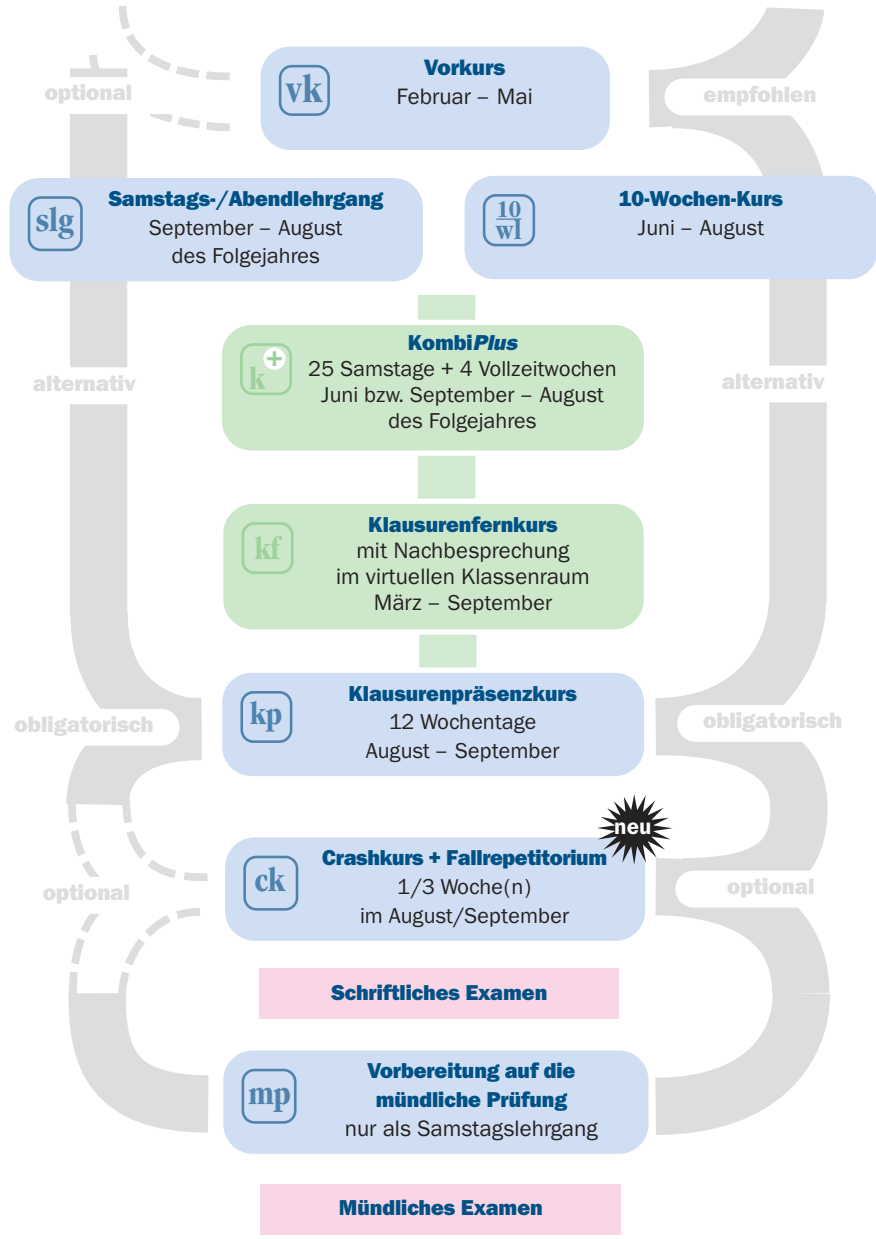 vk
Vorkurs
Februar – Mai
optional
empfohlen
slg
Samstags-/Abendlehrgang
September – August
des Folgejahres
10
wl
10-Wochen-Kurs
Juni – August
k+
KombiPlus
25 Samstage + 4 Vollzeitwochen
Juni bzw. September – August
des Folgejahres
alternativ
alternativ
kf
Klausurenfernkurs
mit Nachbesprechung
im virtuellen Klassenraum
März – September
kp
Klausurenpräsenzkurs
12 Wochentage
August – September
obligatorisch
obligatorisch
neu
ck
Crashkurs + Fallrepetitorium
1/3 Woche(n)
im August/September
optional
optional
Schriftliches Examen
mp
Vorbereitung auf die
mündliche Prüfung
nur als Samstagslehrgang
Mündliches Examen